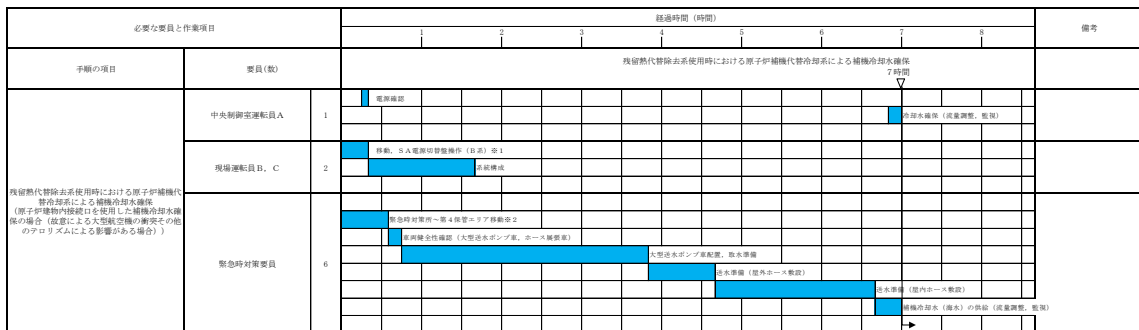 必要な要員と作業項目
経過時間（時間）
備考
1 2 3 4 5 6 7 8
手順の項目
要員(数)
残留熱代替除去系使用時における原子炉補機代替冷却系による補機冷却水確保
7時間
残留熱代替除去系使用時における原子炉補機代
替冷却系による補機冷却水確保
（原子炉建物内接続口を使用した補機冷却水確
保の場合（故意による大型航空機の衝突その他
のテロリズムによる影響がある場合））
中央制御室運転員A
1
電源確認
冷却水確保（流量調整，監視）
現場運転員B，C
2
移動，SA電源切替盤操作（B系）※1
系統構成
緊急時対策要員
6
緊急時対策所～第4保管エリア移動※2
車両健全性確認（大型送水ポンプ車，ホース展張車）
大型送水ポンプ車配置，取水準備
送水準備（屋外ホース敷設）
送水準備（屋内ホース敷設）
補機冷却水（海水）の供給（流量調整，監視）